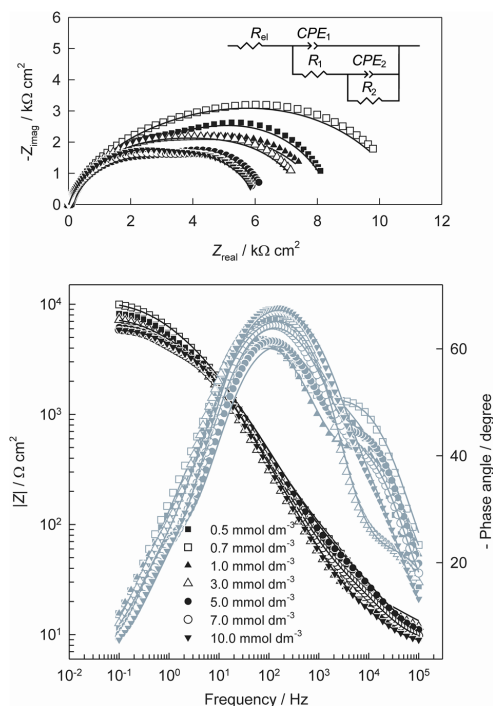 6
5
4
3
2
1
0
-Zimag / kΩ cm²
Rel
CPE1
R1
CPE2
R2
0 2 4 6 8 10 12
Zreal / kΩ cm²
10⁴
10³
10²
10¹
|Z| / Ω cm²
60
40
20
- Phase angle / degree
0.5 mmol dm⁻³
0.7 mmol dm⁻³
1.0 mmol dm⁻³
3.0 mmol dm⁻³
5.0 mmol dm⁻³
7.0 mmol dm⁻³
10.0 mmol dm⁻³
10⁻² 10⁻¹ 10⁰ 10¹ 10² 10³ 10⁴ 10⁵
Frequency / Hz